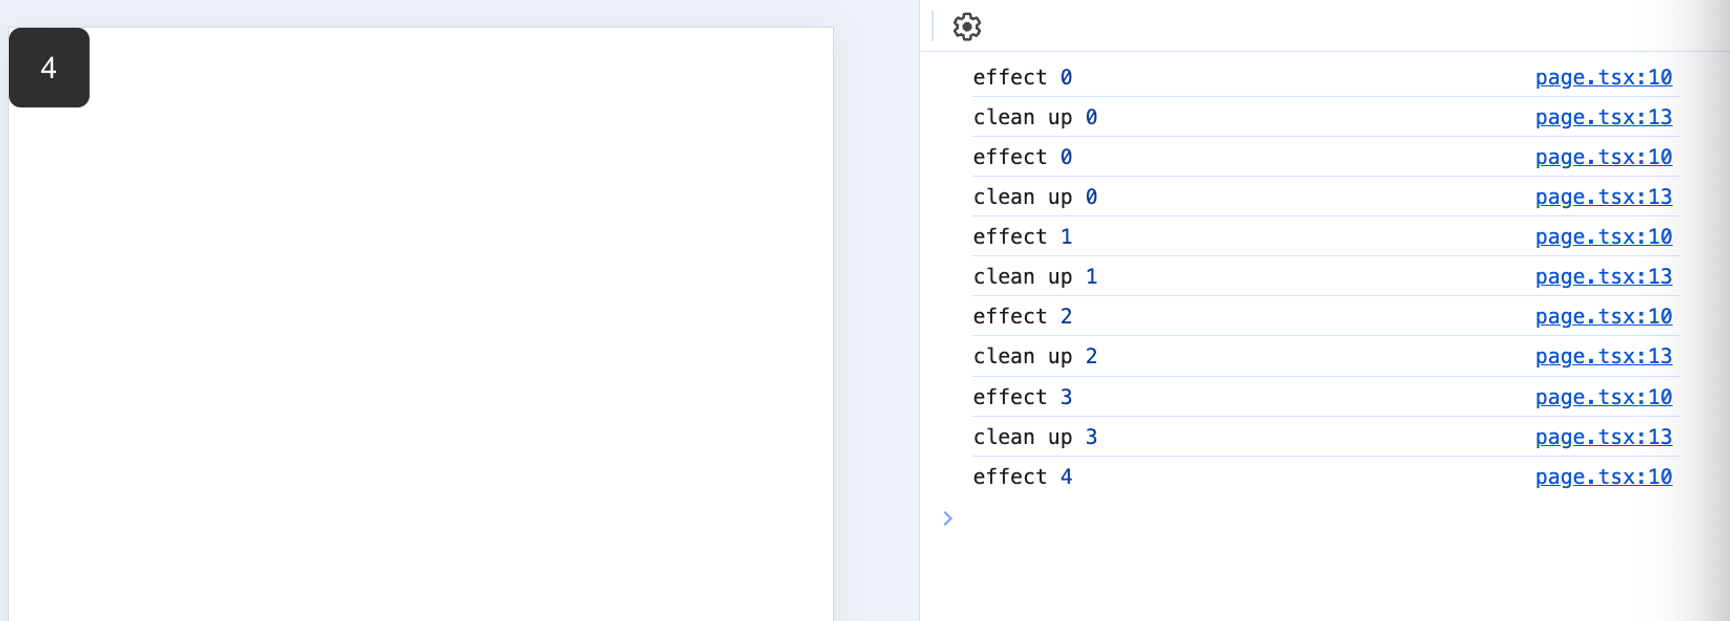 4
effect 0 page.tsx:10
clean up 0 page.tsx:13
effect 0 page.tsx:10
clean up 0 page.tsx:13
effect 1 page.tsx:10
clean up 1 page.tsx:13
effect 2 page.tsx:10
clean up 2 page.tsx:13
effect 3 page.tsx:10
clean up 3 page.tsx:13
effect 4 page.tsx:10